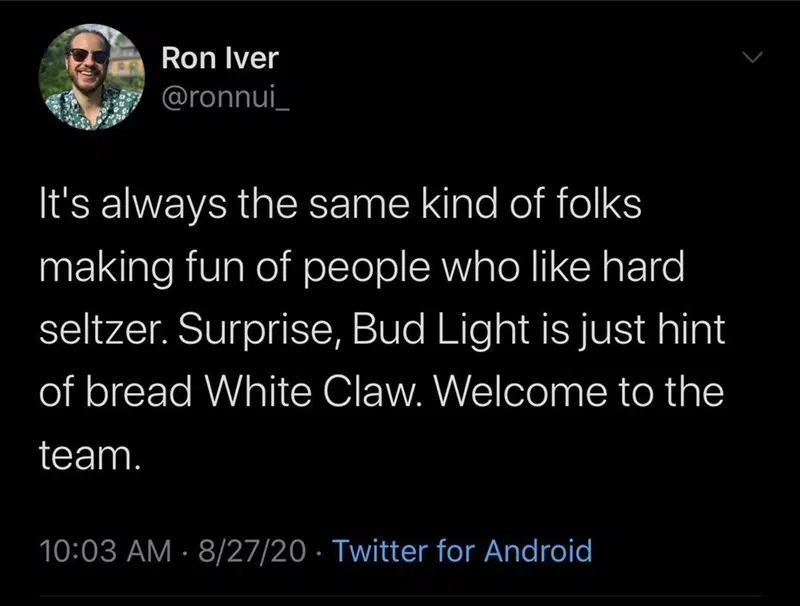 Ron Iver
@ronnui_
It's always the same kind of folks
making fun of people who like hard
seltzer. Surprise, Bud Light is just hint
of bread White Claw. Welcome to the
team.
10:03 AM · 8/27/20 · Twitter for Android